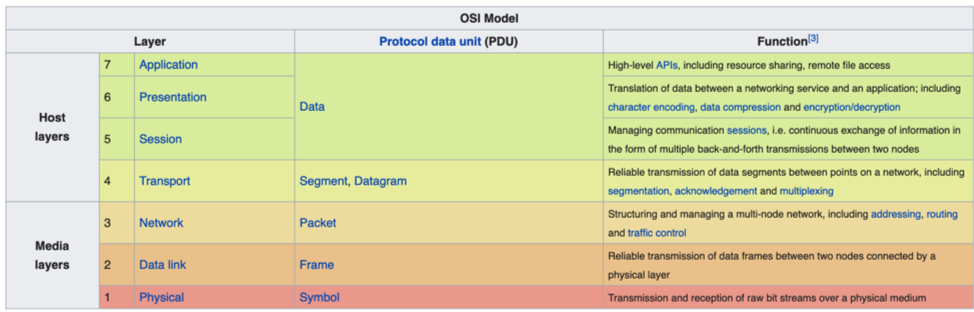 OSI Model
Layer Protocol data unit (PDU) Function[3]
Host layers
7 Application
Data
High-level APIs, including resource sharing, remote file access
6 Presentation
Translation of data between a networking service and an application; including
character encoding, data compression and encryption/decryption
5 Session
Managing communication sessions, i.e. continuous exchange of information in
the form of multiple back-and-forth transmissions between two nodes
4 Transport Segment, Datagram
Reliable transmission of data segments between points on a network, including
segmentation, acknowledgement and multiplexing
Media layers
3 Network Packet
Structuring and managing a multi-node network, including addressing, routing
and traffic control
2 Data link Frame
Reliable transmission of data frames between two nodes connected by a
physical layer
1 Physical Symbol Transmission and reception of raw bit streams over a physical medium